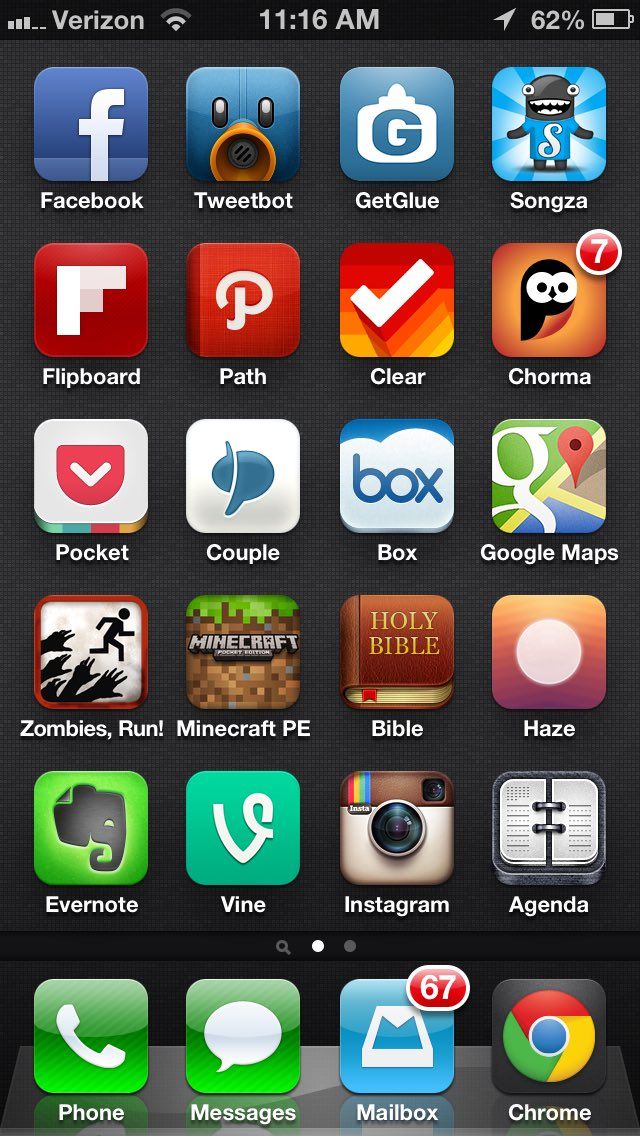 Verizon 11:16 AM 62%
f G S
Facebook Tweetbot GetGlue Songza
7
Flipboard Path Clear Chorma
box
Pocket Couple Box Google Maps
MINECRAFT HOLY
POCKET EDITION BIBLE
Zombies, Run! Minecraft PE Bible Haze
Insta
Evernote Vine Instagram Agenda
67
Phone Messages Mailbox Chrome